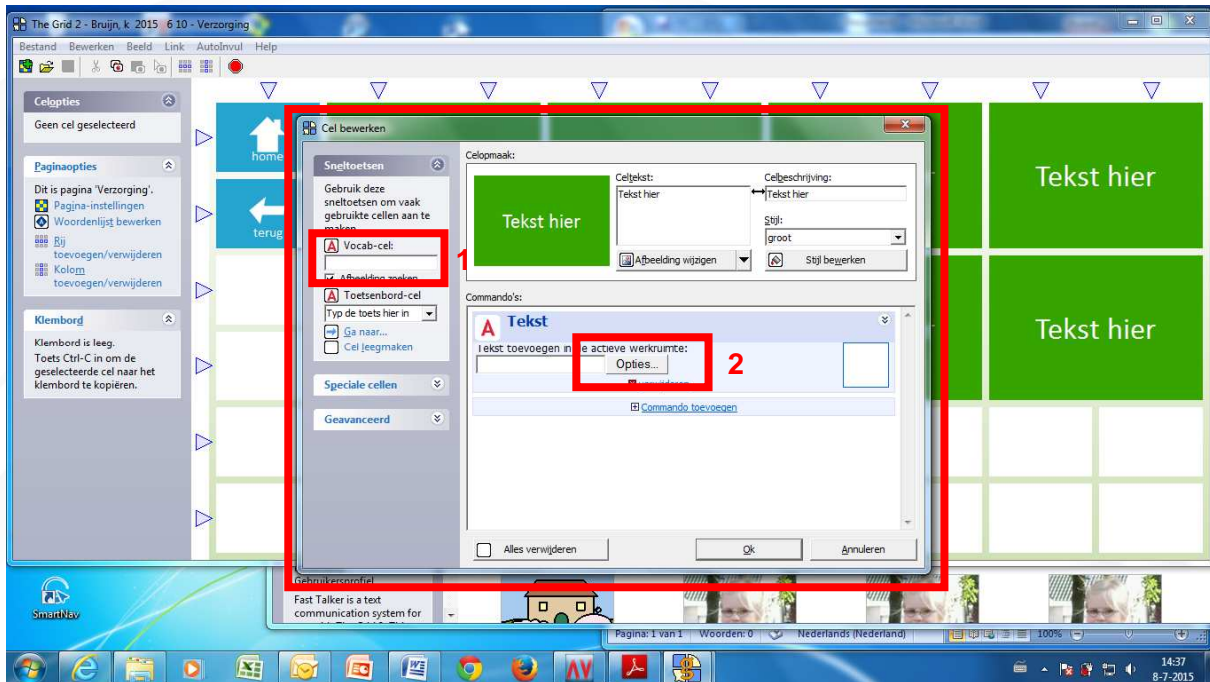 The Grid 2 - Bruijn, k 2015 6 10 - Verzorging
Bestand Bewerken Beeld Link AutoInvul Help
Celopties
Geen cel geselecteerd
Paginaopties
Dit is pagina 'Verzorging'.
Pagina-instellingen
Woordenlijst bewerken
Rij
toevoegen/verwijderen
Kolom
toevoegen/verwijderen
Klembord
Klembord is leeg.
Toets Ctrl-C in om de
geselecteerde cel naar het
klembord te kopiëren.
home
terug
Cel bewerken
Sneltoetsen
Gebruik deze
sneltoetsen om vaak
gebruikte cellen aan te
maken
A Vocab-cel:
1
Afbeelding zoeken
A Toetsenbord-cel
Typ de toets hier in
Ga naar...
Cel leegmaken
Speciale cellen
Geavanceerd
Celopmaak:
Tekst hier
Celtekst:
Tekst hier
Celbeschrijving:
Tekst hier
Stijl:
groot
Afbeelding wijzigen
Stijl bewerken
Commando's:
A Tekst
Tekst toevoegen in de actieve werkruimte:
Opties...
2
verwijderen
Commando toevoegen
Alles verwijderen
Ok
Annuleren
Tekst hier
Tekst hier
SmartNav
Gebruikersprofiel
Fast Talker is a text
communication system for
Pagina: 1 van 1 Woorden: 0 Nederlands (Nederland) 100%
14:37
8-7-2015